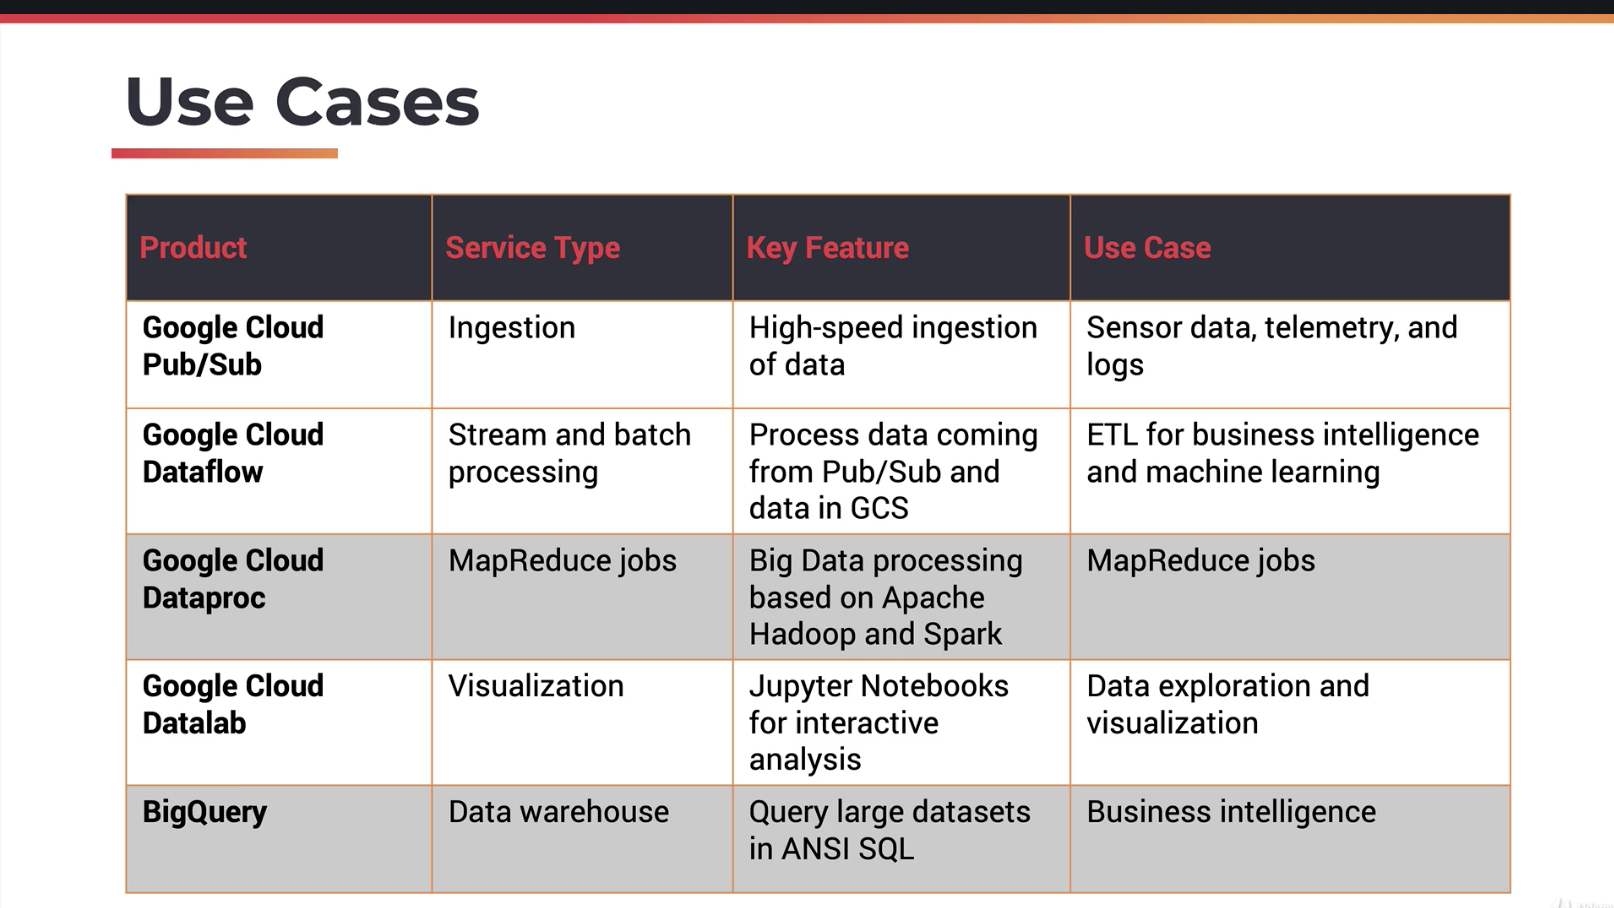 Use Cases
Product
Service Type
Key Feature
Use Case
Google Cloud
Pub/Sub
Ingestion
High-speed ingestion
of data
Sensor data, telemetry, and
logs
Google Cloud
Dataflow
Stream and batch
processing
Process data coming
from Pub/Sub and
data in GCS
ETL for business intelligence
and machine learning
Google Cloud
Dataproc
MapReduce jobs
Big Data processing
based on Apache
Hadoop and Spark
MapReduce jobs
Google Cloud
Datalab
Visualization
Jupyter Notebooks
for interactive
analysis
Data exploration and
visualization
BigQuery
Data warehouse
Query large datasets
in ANSI SQL
Business intelligence